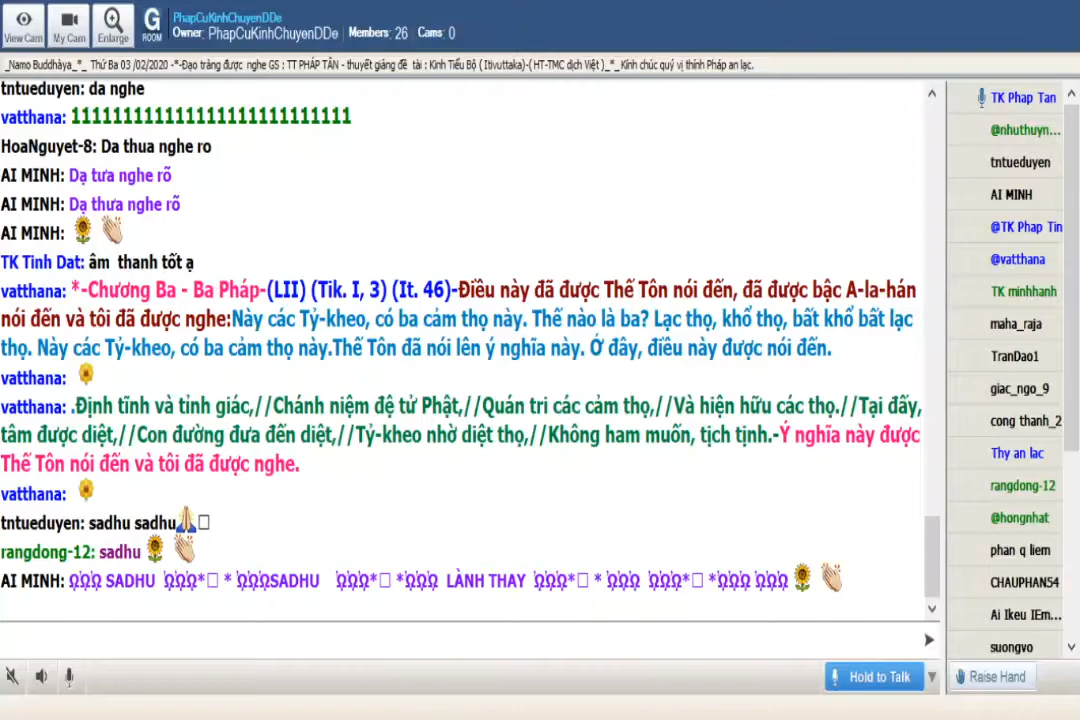 View Cam
My Cam
Enlarge
G
ROOM
PhapCuKinhChuyenDDe
Owner: PhapCuKinhChuyenDDe Members: 26 Cams: 0
_Namo Buddhàya_*_ Thứ Ba 03 /02/2020 -*-Đạo tràng được nghe GS : TT PHÁP TÂN - thuyết giảng đề tài : Kinh Tiểu Bộ ( Itivuttaka)-( HT-TMC dịch Việt )_*_Kính chúc quý vị thính Pháp an lạc.
tntueduyen: da nghe
vatthana: 1111111111111111111111111111
HoaNguyet-8: Da thua nghe ro
AI MINH: Dạ tưa nghe rõ
AI MINH: Dạ thưa nghe rõ
AI MINH:
TK Tinh Dat: âm thanh tốt ạ
vatthana: *-Chương Ba - Ba Pháp-(LII) (Tik. I, 3) (It. 46)-Điều này đã được Thế Tôn nói đến, đã được bậc A-la-hán
nói đến và tôi đã được nghe:Này các Tỷ-kheo, có ba cảm thọ này. Thế nào là ba? Lạc thọ, khổ thọ, bất khổ bất lạc
thọ. Này các Tỷ-kheo, có ba cảm thọ này.Thế Tôn đã nói lên ý nghĩa này. Ở đây, điều này được nói đến.
vatthana:
vatthana: .Định tĩnh và tỉnh giác,//Chánh niệm đệ tử Phật,//Quán tri các cảm thọ,//Và hiện hữu các thọ.//Tại đấy,
tâm được diệt,//Con đường đưa đến diệt,//Tỷ-kheo nhờ diệt thọ,//Không ham muốn, tịch tịnh.-Ý nghĩa này được
Thế Tôn nói đến và tôi đã được nghe.
vatthana:
tntueduyen: sadhu sadhu
rangdong-12: sadhu
AI MINH: SADHU * * SADHU * * LÀNH THAY * * * *
Hold to Talk
TK Phap Tan
@nhuthuyn...
tntueduyen
AI MINH
@TK Phap Tin
@vatthana
TK minhhanh
maha_raja
TranDao1
giac_ngo_9
cong thanh_2
Thy an lac
rangdong-12
@hongnhat
phan q liem
CHAUPHAN54
Ai Ikeu IEm...
suongvo
Raise Hand